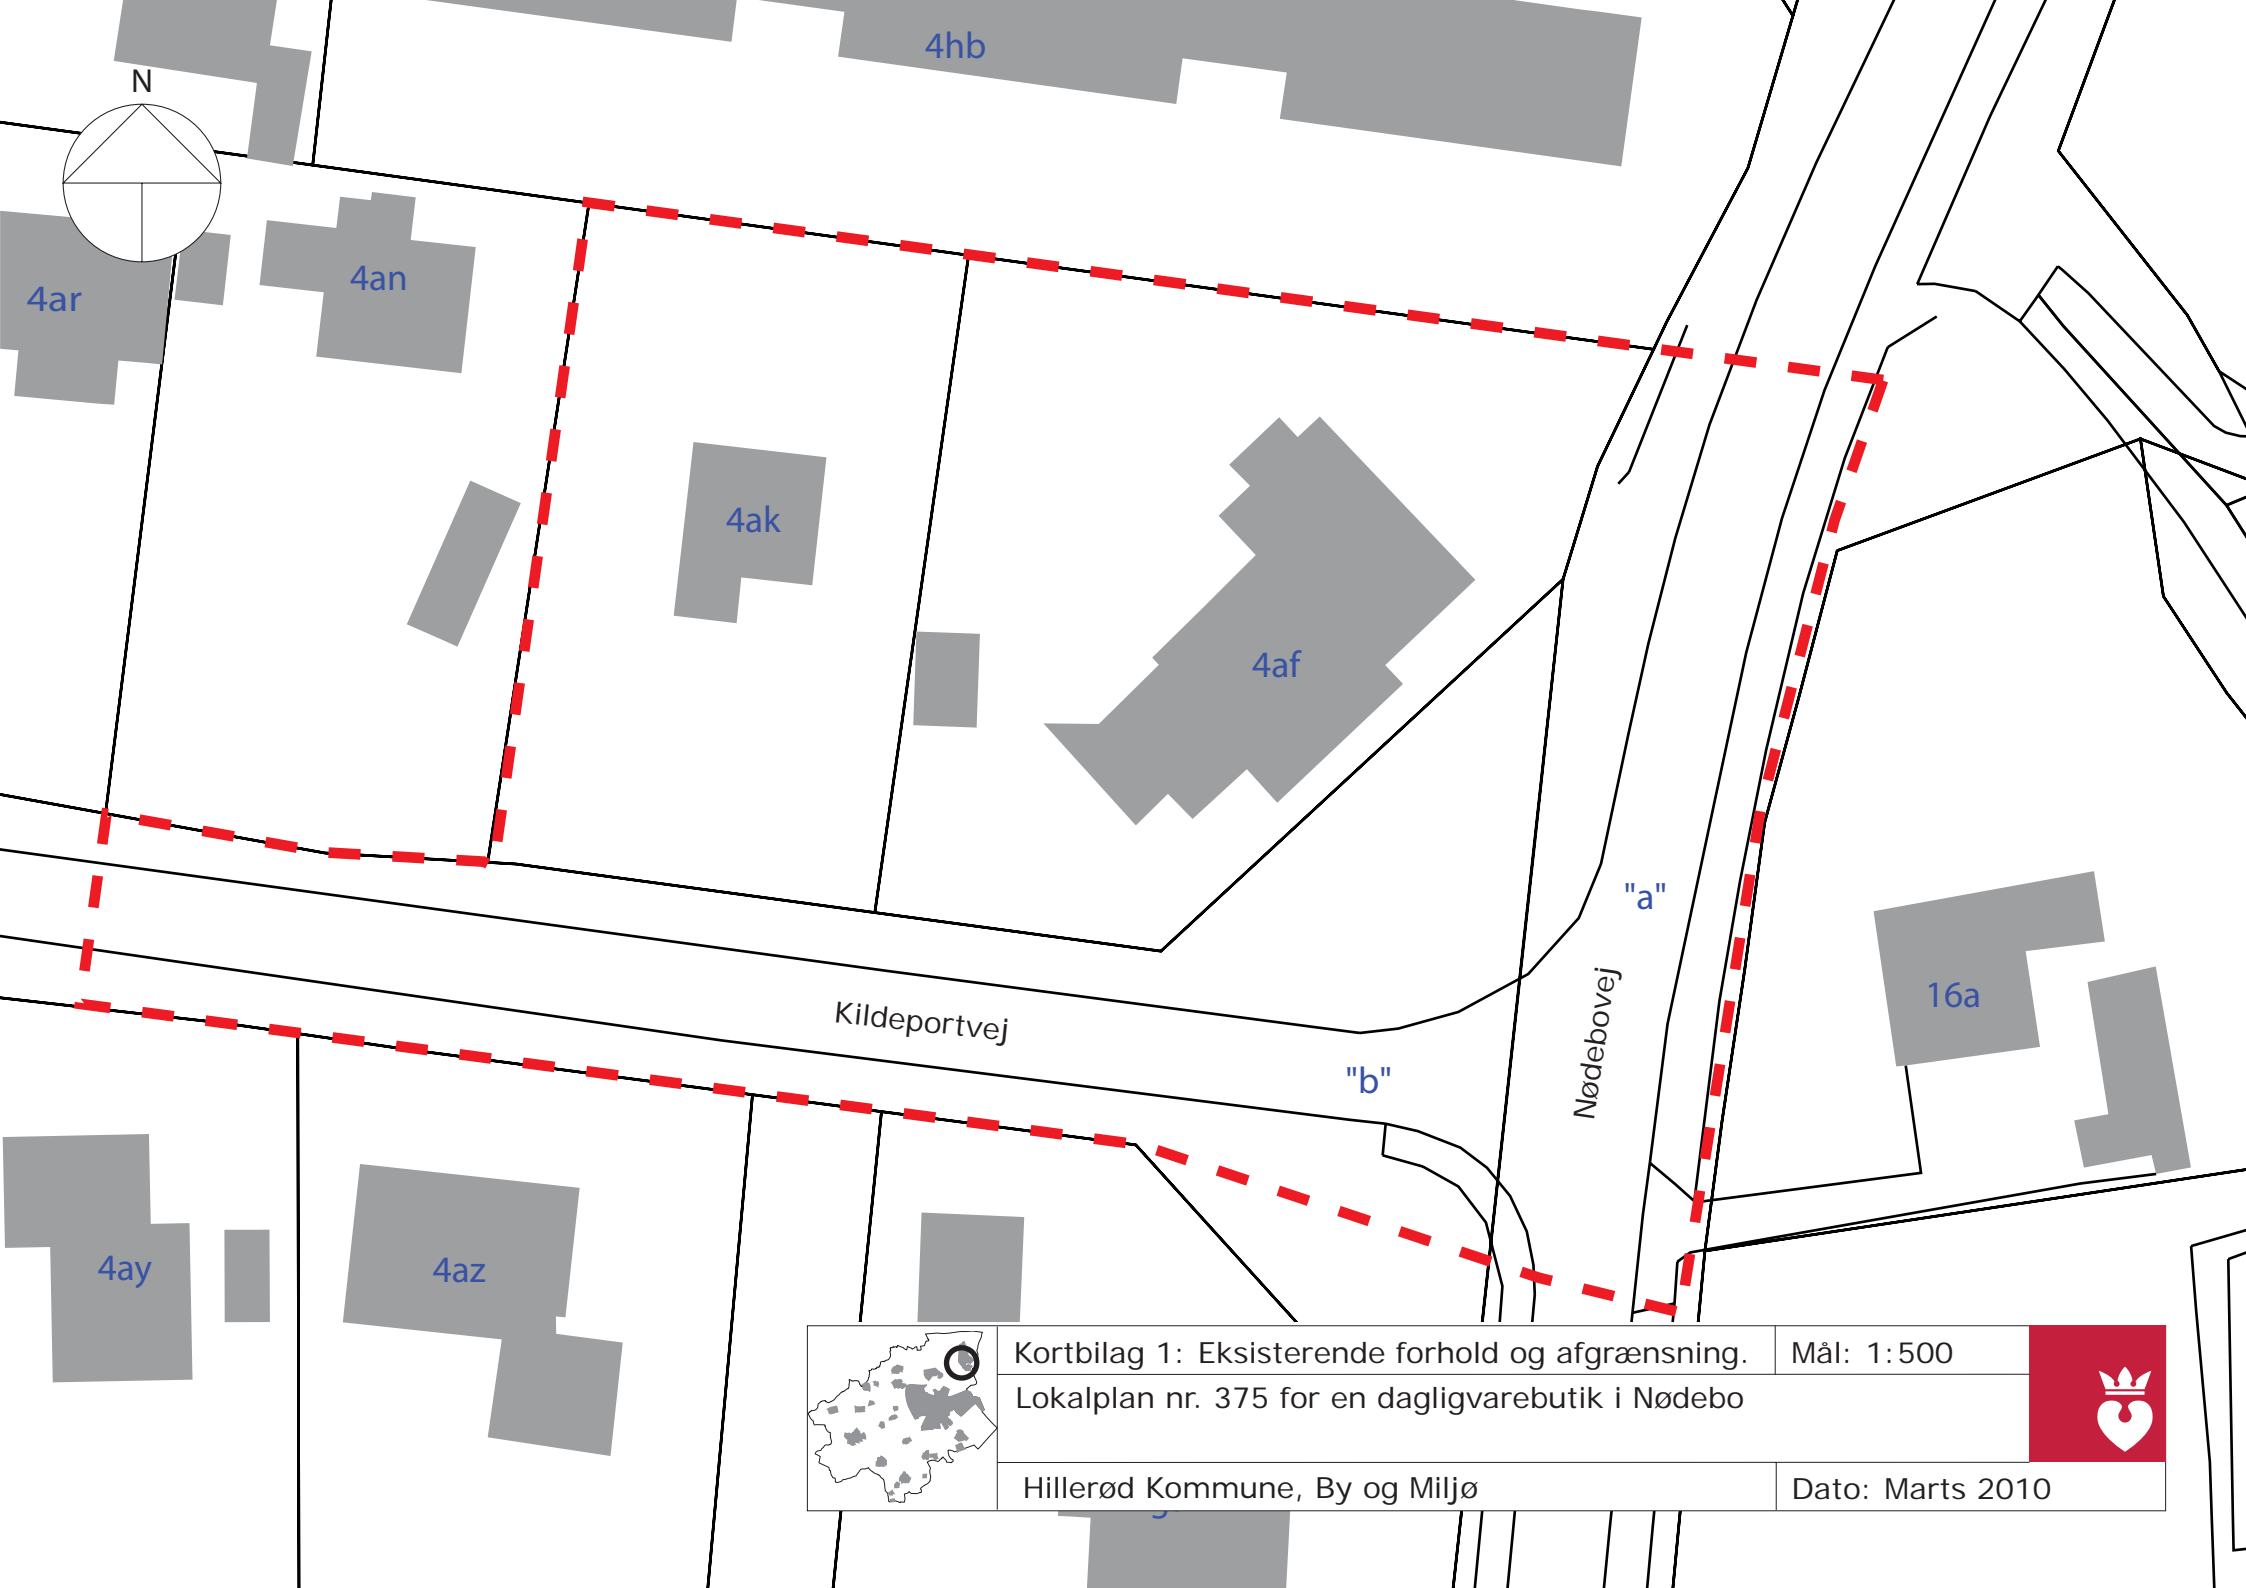 4hb
N
4an
4ar
4ak
4af
"a"
16a
Kildeportvej
Nødebovej
"b"
4ay
4az
Kortbilag 1: Eksisterende forhold og afgrænsning.
Mål: 1:500
Lokalplan nr. 375 for en dagligvarebutik i Nødebo
Hillerød Kommune, By og Miljø
Dato: Marts 2010